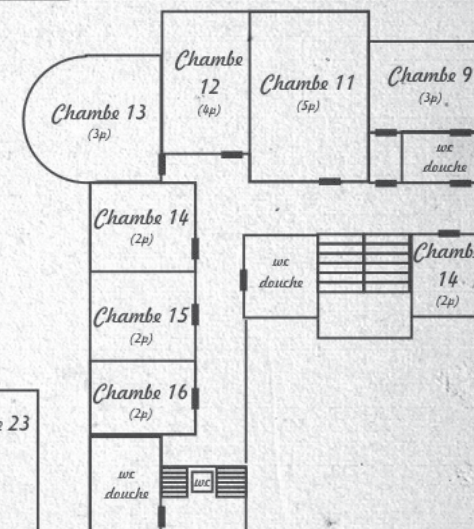 Chambe
12
(4p)
Chambe 11
(5p)
Chambe 9
(3p)
Chambe 13
(3p)
wc
douche
Chambe 14
(2p)
wc
douche
14
(2p)
Chambe 15
(2p)
Chambe 16
(2p)
23
wc
douche
wc